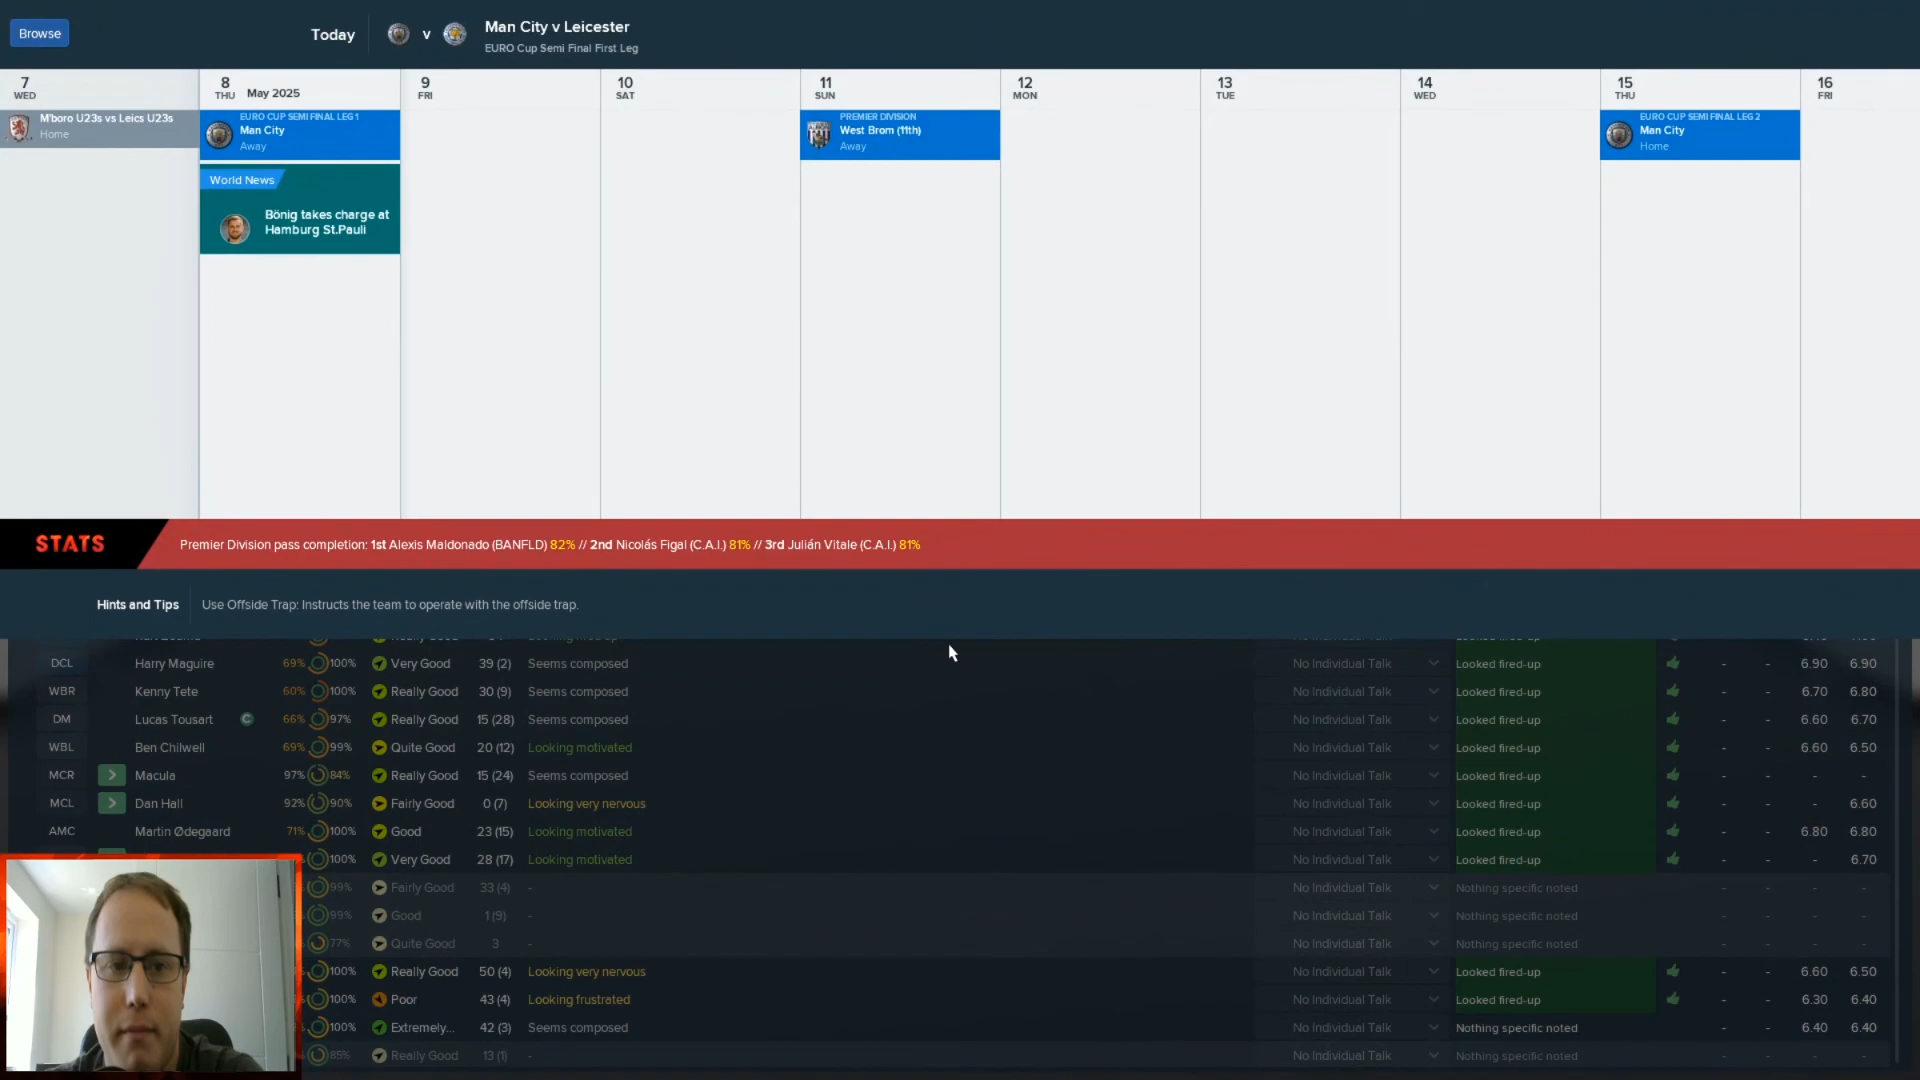 Browse
Today
v
Man City v Leicester
EURO Cup Semi Final First Leg
7
WED
8
THU
May 2025
9
FRI
10
SAT
11
SUN
12
MON
13
TUE
14
WED
15
THU
16
FRI
M'boro U23s vs Leics U23s
Home
EURO CUP SEMI FINAL LEG 1
Man City
Away
PREMIER DIVISION
West Brom (11th)
Away
EURO CUP SEMI FINAL LEG 2
Man City
Home
World News
Bönig takes charge at
Hamburg St.Pauli
STATS
Premier Division pass completion: 1st Alexis Maldonado (BANFLD) 82% // 2nd Nicolás Figal (C.A.I.) 81% // 3rd Julián Vitale (C.A.I.) 81%
Hints and Tips
Use Offside Trap: Instructs the team to operate with the offside trap.
DCL Harry Maguire 69% 100% Very Good 39 (2) Seems composed No Individual Talk Looked fired-up - - 6.90 6.90
WBR Kenny Tete 60% 100% Really Good 30 (9) Seems composed No Individual Talk Looked fired-up - - 6.70 6.80
DM Lucas Tousart C 66% 97% Really Good 15 (28) Seems composed No Individual Talk Looked fired-up - - 6.60 6.70
WBL Ben Chilwell 69% 99% Quite Good 20 (12) Looking motivated No Individual Talk Looked fired-up - - 6.60 6.50
MCR Macula 97% 84% Really Good 15 (24) Seems composed No Individual Talk Looked fired-up - - - -
MCL Dan Hall 92% 90% Fairly Good 0 (7) Looking very nervous No Individual Talk Looked fired-up - - - 6.60
AMC Martin Ødegaard 71% 100% Good 23 (15) Looking motivated No Individual Talk Looked fired-up - - 6.80 6.80
100% Very Good 28 (17) Looking motivated No Individual Talk Looked fired-up - - - 6.70
99% Fairly Good 33 (4) - No Individual Talk Nothing specific noted - - - -
99% Good 1 (9) - No Individual Talk Nothing specific noted - - - -
77% Quite Good 3 - No Individual Talk Nothing specific noted - - - -
100% Really Good 50 (4) Looking very nervous No Individual Talk Looked fired-up - - 6.60 6.50
100% Poor 43 (4) Looking frustrated No Individual Talk Looked fired-up - - 6.30 6.40
100% Extremely... 42 (3) Seems composed No Individual Talk Nothing specific noted - - 6.40 6.40
85% Really Good 13 (1) - No Individual Talk Nothing specific noted - - - -